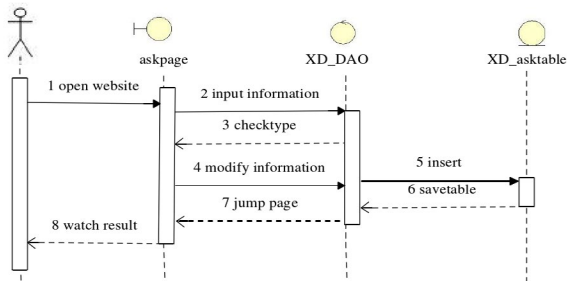 askpage
XD_DAO
XD_asktable
1 open website
2 input information
3 checktype
4 modify information
5 insert
6 savetable
7 jump page
8 watch result